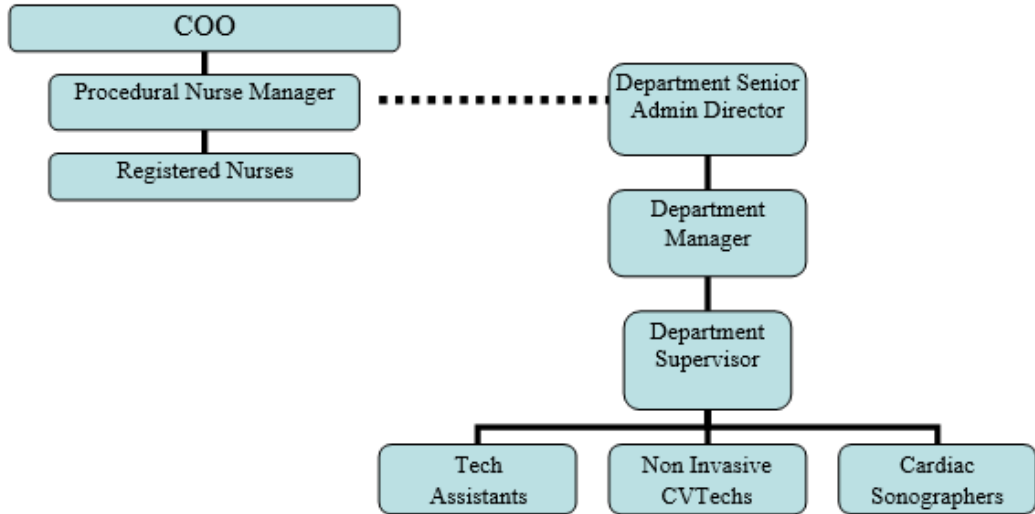 COO
Procedural Nurse Manager
Registered Nurses
Department Senior
Admin Director
Department
Manager
Department
Supervisor
Tech
Assistants
Non Invasive
CVTechs
Cardiac
Sonographers